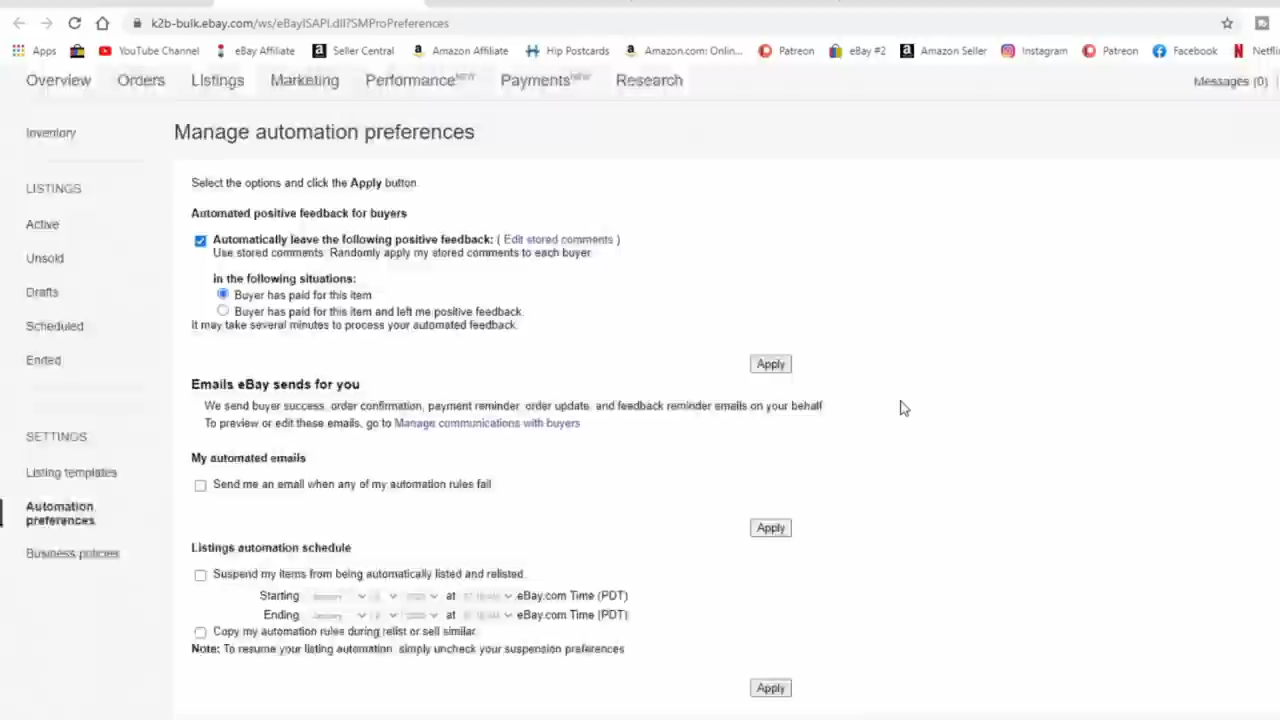 k2b-bulk.ebay.com/ws/eBayISAPI.dll?SMProPreferences
Apps YouTube Channel eBay Affiliate Seller Central Amazon Affiliate Hip Postcards Amazon.com: Onlin... Patreon eBay #2 Amazon Seller Instagram Patreon Facebook Netfli
Overview Orders Listings Marketing Performance NEW Payments NEW Research Messages (0)
Inventory
Manage automation preferences
Select the options and click the Apply button.
LISTINGS
Automated positive feedback for buyers
Active
Automatically leave the following positive feedback: ( Edit stored comments )
Use stored comments. Randomly apply my stored comments to each buyer
Unsold
in the following situations:
Drafts
Buyer has paid for this item
Buyer has paid for this item and left me positive feedback.
It may take several minutes to process your automated feedback.
Scheduled
Ended
Apply
Emails eBay sends for you
We send buyer success, order confirmation, payment reminder, order update, and feedback reminder emails on your behalf
To preview or edit these emails, go to Manage communications with buyers
SETTINGS
My automated emails
Listing templates
Send me an email when any of my automation rules fail
Automation
preferences
Apply
Business policies
Listings automation schedule
Suspend my items from being automatically listed and relisted.
Starting January at eBay.com Time (PDT)
Ending January at eBay.com Time (PDT)
Copy my automation rules during relist or sell similar.
Note: To resume your listing automation, simply uncheck your suspension preferences
Apply